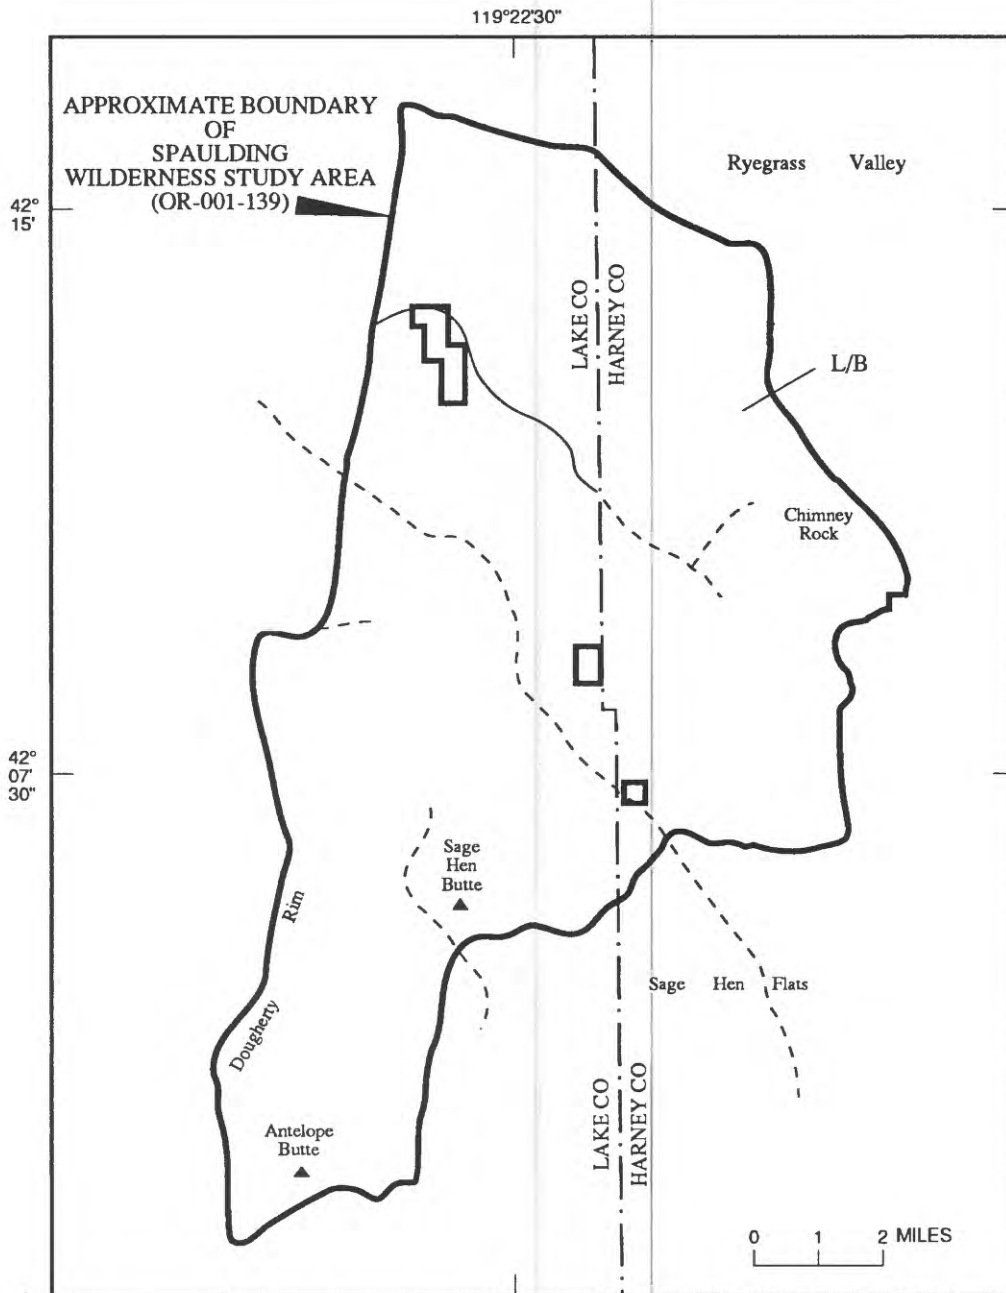 119°22'30"
APPROXIMATE BOUNDARY
OF
SPAULDING
WILDERNESS STUDY AREA
(OR-001-139)
Ryegrass Valley
42°
15'
LAKE CO
HARNEY CO
L/B
Chimney
Rock
42°
07'
30"
Sage
Hen
Butte
Rim
Dougherty
Sage Hen Flats
Antelope
Butte
LAKE CO
HARNEY CO
0 1 2 MILES